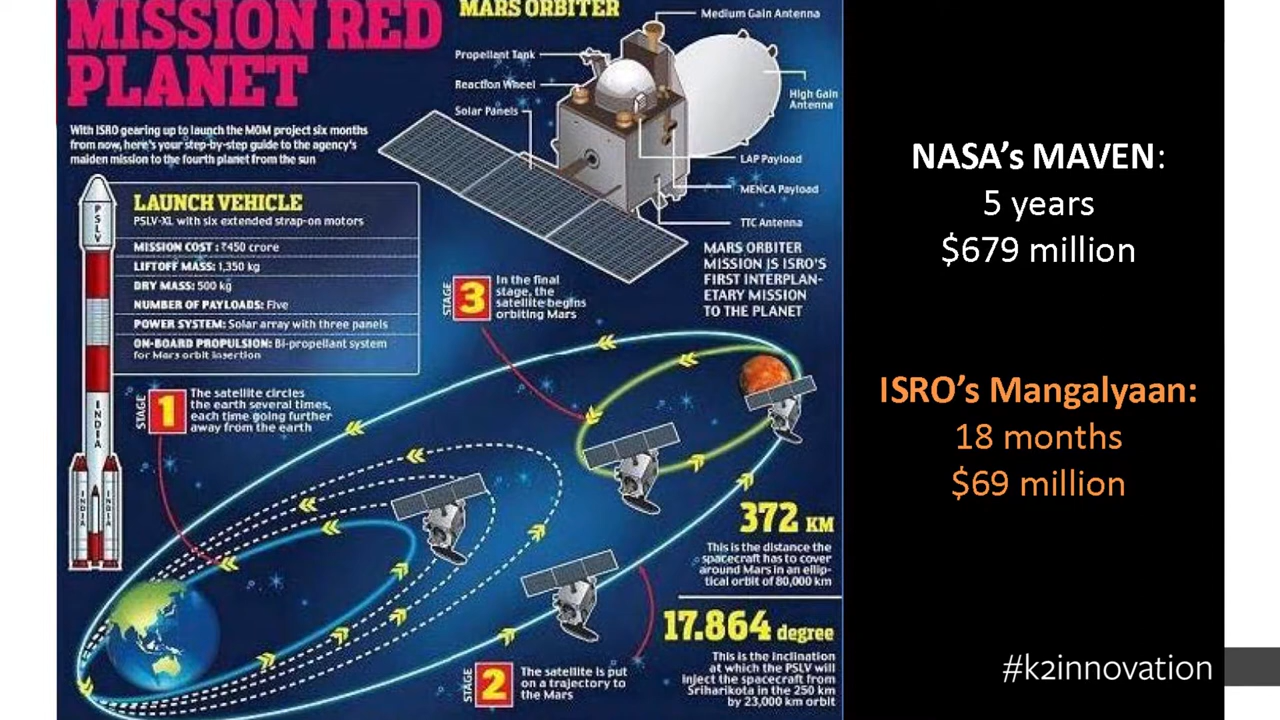 MISSION RED
PLANET
With ISRO gearing up to launch the MOM project six months
from now, here's your step-by-step guide to the agency's
maiden mission to the fourth planet from the sun
MARS ORBITER
Medium Gain Antenna
Propellant Tank
Reaction Wheel
Solar Panels
High Gain
Antenna
LAP Payload
MENCA Payload
TTC Antenna
MARS ORBITER
MISSION IS ISRO'S
FIRST INTERPLAN-
ETARY MISSION
TO THE PLANET
PSLV
INDIA
INDIA
INDIA
LAUNCH VEHICLE
PSLV-XL with six extended strap-on motors
MISSION COST : ₹450 crore
LIFTOFF MASS: 1,350 kg
DRY MASS: 500 kg
NUMBER OF PAYLOADS: Five
POWER SYSTEM: Solar array with three panels
ON-BOARD PROPULSION: Bi-propellant system
for Mars orbit insertion
STAGE 1
The satellite circles
the earth several times,
each time going further
away from the earth
STAGE 3
In the final
stage, the
satellite begins
orbiting Mars
STAGE 2
The satellite is put
on a trajectory to
the Mars
372 KM
This is the distance the
spacecraft has to cover
around Mars in an ellip-
tical orbit of 80,000 km
17.864 degree
This is the inclination
at which the PSLV will
inject the spacecraft from
Sriharikota in the 250 km
by 23,000 km orbit
NASA's MAVEN:
5 years
$679 million
ISRO's Mangalyaan:
18 months
$69 million
#k2innovation